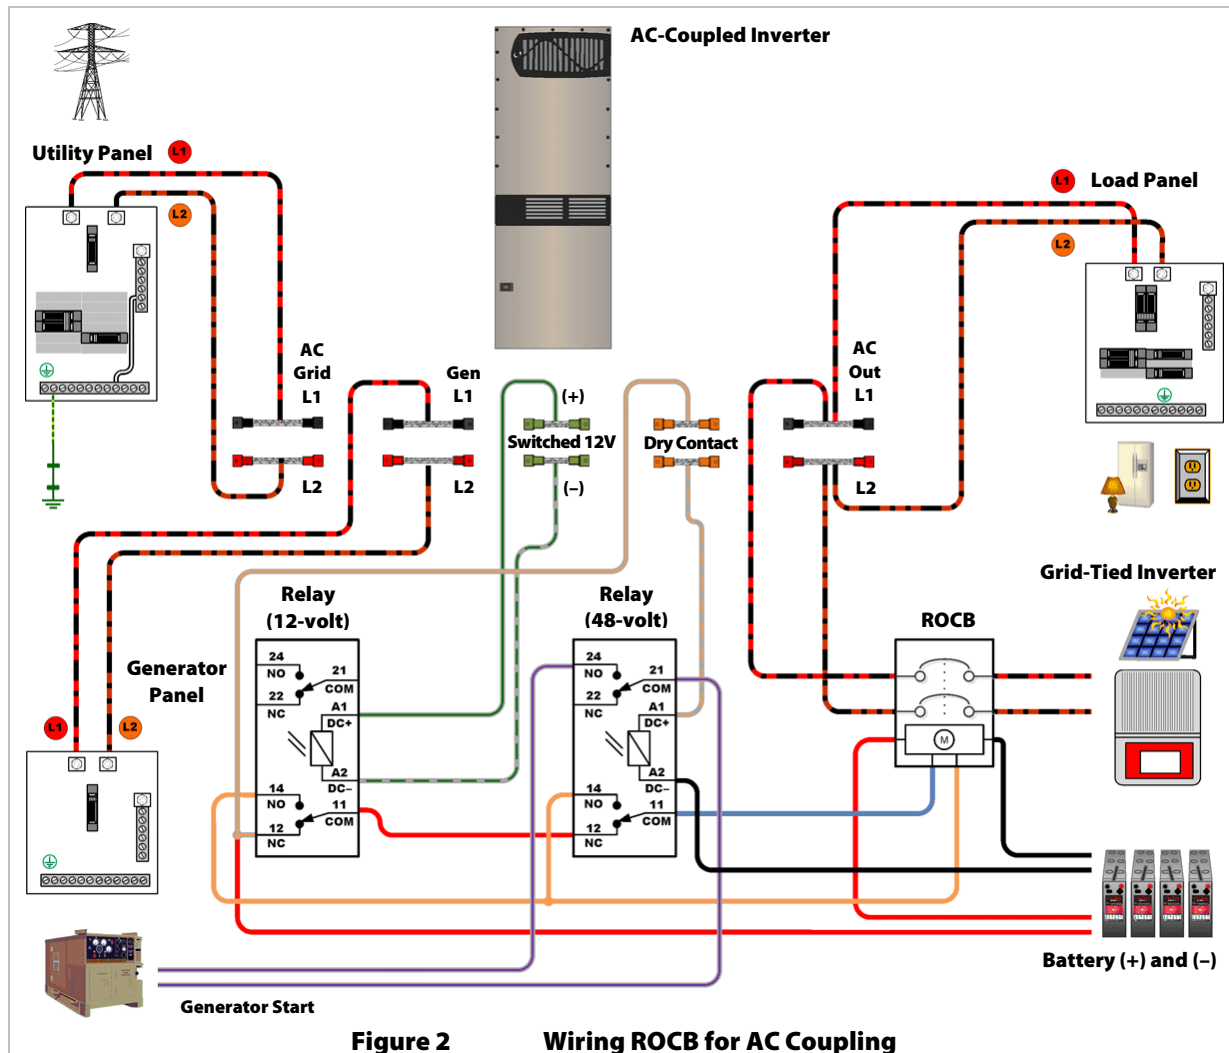 AC-Coupled Inverter
Utility Panel
L1
L2
L1
Load Panel
L2
AC
Grid
L1
L2
Gen
L1
L2
(+)
Switched 12V
(–)
Dry Contact
AC
Out
L1
L2
Grid-Tied Inverter
Relay
(12-volt)
Relay
(48-volt)
ROCB
Generator
Panel
L1
L2
24
NO
21
COM
22
NC
A1
DC+
A2
DC–
14
NO
11
COM
12
NC
24
NO
21
COM
22
NC
A1
DC+
A2
DC–
14
NO
11
COM
12
NC
M
Battery (+) and (–)
Generator Start
Figure 2 Wiring ROCB for AC Coupling